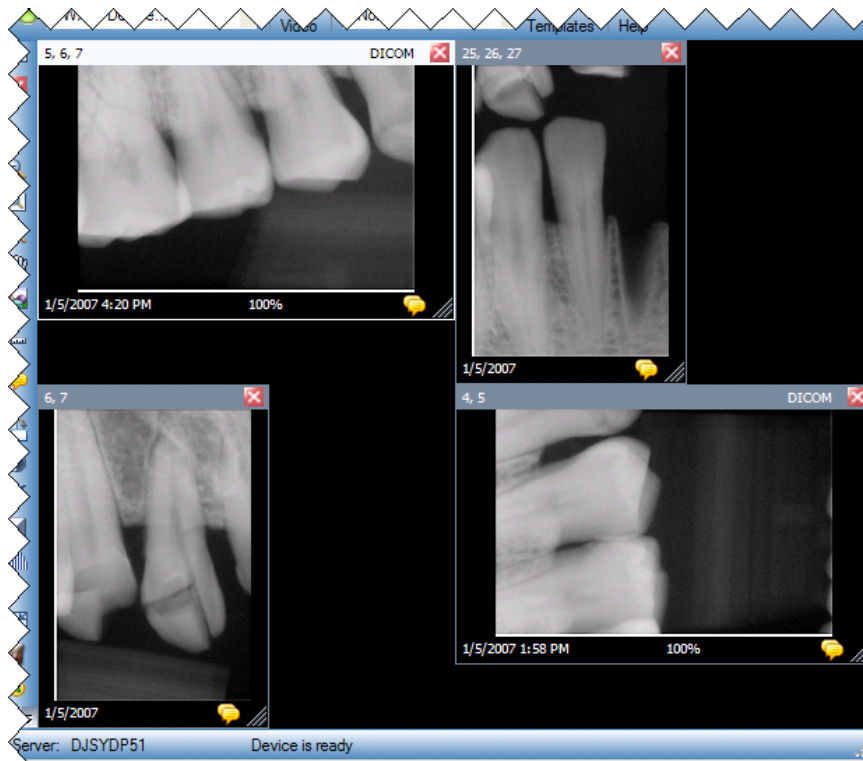 Video
Templates Help
5, 6, 7 DICOM
25, 26, 27
1/5/2007 4:20 PM 100%
1/5/2007
6, 7
4, 5 DICOM
1/5/2007 1:58 PM 100%
1/5/2007
Server: DJSYDP51 Device is ready